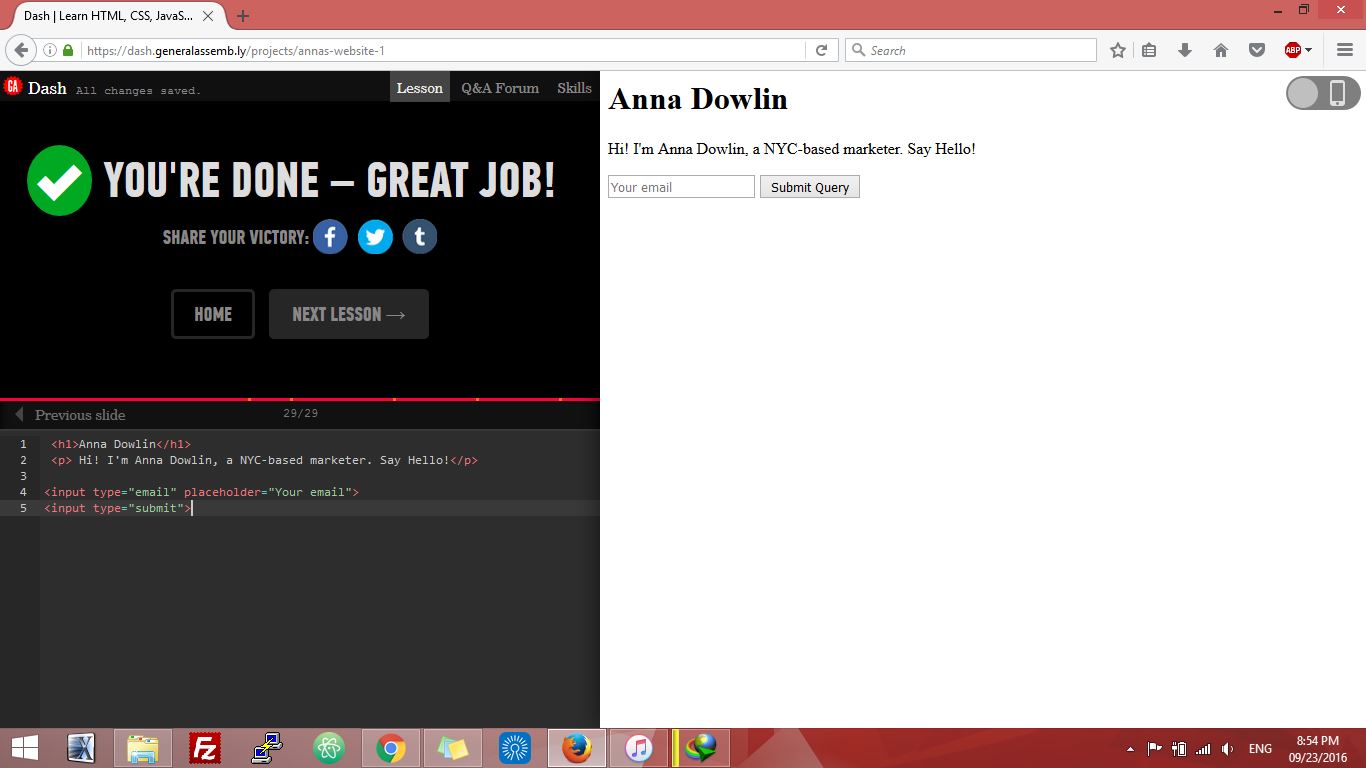 Dash | Learn HTML, CSS, JavaS...
https://dash.generalassemb.ly/projects/annas-website-1
Search
ABP
GA Dash All changes saved.
Lesson Q&A Forum Skills
YOU'RE DONE – GREAT JOB!
SHARE YOUR VICTORY: f t
HOME NEXT LESSON →
Previous slide 29/29
1 <h1>Anna Dowlin</h1>
2 <p> Hi! I'm Anna Dowlin, a NYC-based marketer. Say Hello!</p>
3
4 <input type="email" placeholder="Your email">
5 <input type="submit">
Anna Dowlin
Hi! I'm Anna Dowlin, a NYC-based marketer. Say Hello!
Your email Submit Query
X FZ ENG 8:54 PM
09/23/2016